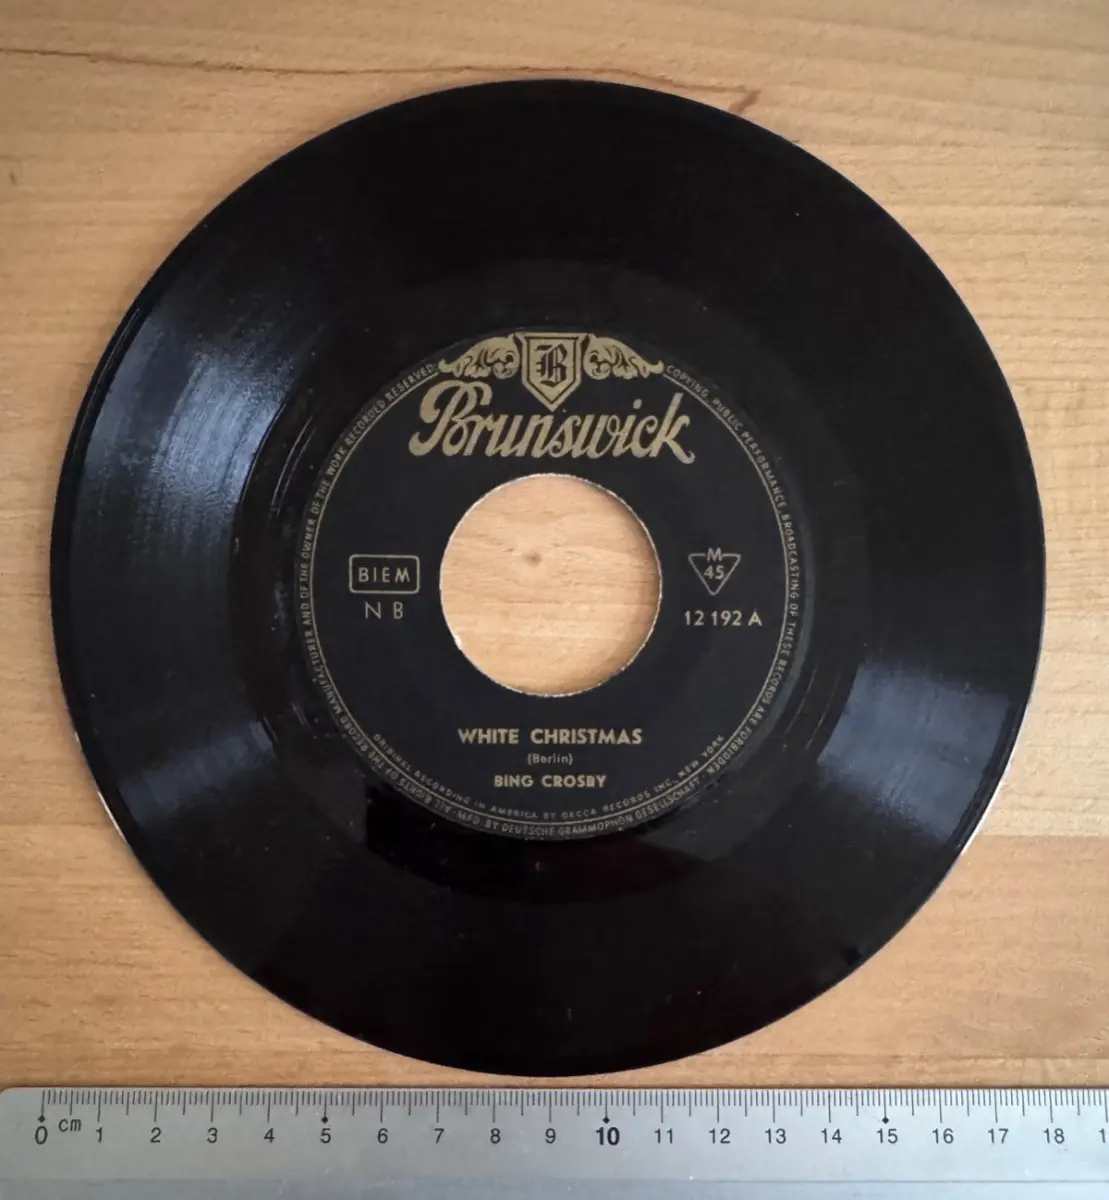 B
Brunswick
BIEM
NB
M
45
12 192 A
WHITE CHRISTMAS
(Berlin)
BING CROSBY
ORIGINAL RECORDING IN AMERICA BY DECCA RECORDS INC., NEW YORK
MFD BY DEUTSCHE GRAMMOPHON GESELLSCHAFT · ALL RIGHTS OF THE RECORD MANUFACTURER AND OF THE OWNER OF THE WORK RECORDED RESERVED.
COPYING, PUBLIC PERFORMANCE, BROADCASTING OF THESE RECORDS ARE FORBIDDEN
0 cm 1 2 3 4 5 6 7 8 9 10 11 12 13 14 15 16 17 18